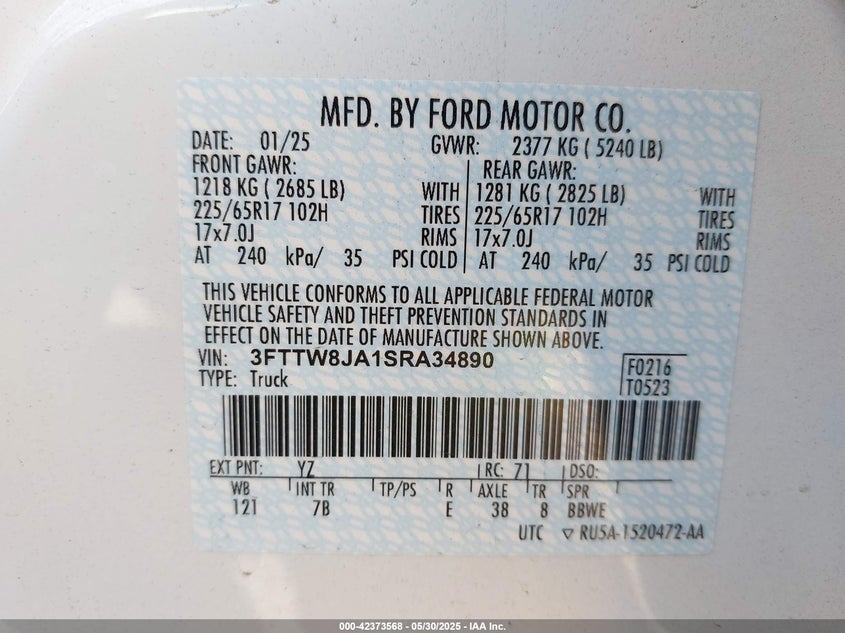 MFD. BY FORD MOTOR CO.
DATE: 01/25 GVWR: 2377 KG ( 5240 LB)
FRONT GAWR: REAR GAWR:
1218 KG ( 2685 LB) WITH 1281 KG ( 2825 LB) WITH
225/65R17 102H TIRES 225/65R17 102H TIRES
17x7.0J RIMS 17x7.0J RIMS
AT 240 kPa/ 35 PSI COLD AT 240 kPa/ 35 PSI COLD
THIS VEHICLE CONFORMS TO ALL APPLICABLE FEDERAL MOTOR
VEHICLE SAFETY AND THEFT PREVENTION STANDARDS IN
EFFECT ON THE DATE OF MANUFACTURE SHOWN ABOVE.
VIN: 3FTTW8JA1SRA34890 F0216
TYPE: Truck T0523
EXT PNT: YZ RC: 71 DSO:
WB INT TR TP/PS R AXLE TR SPR
121 7B E 38 8 BBWE
UTC ▽ RU5A-1520472-AA
000-42373568 - 05/30/2025 - IAA Inc.